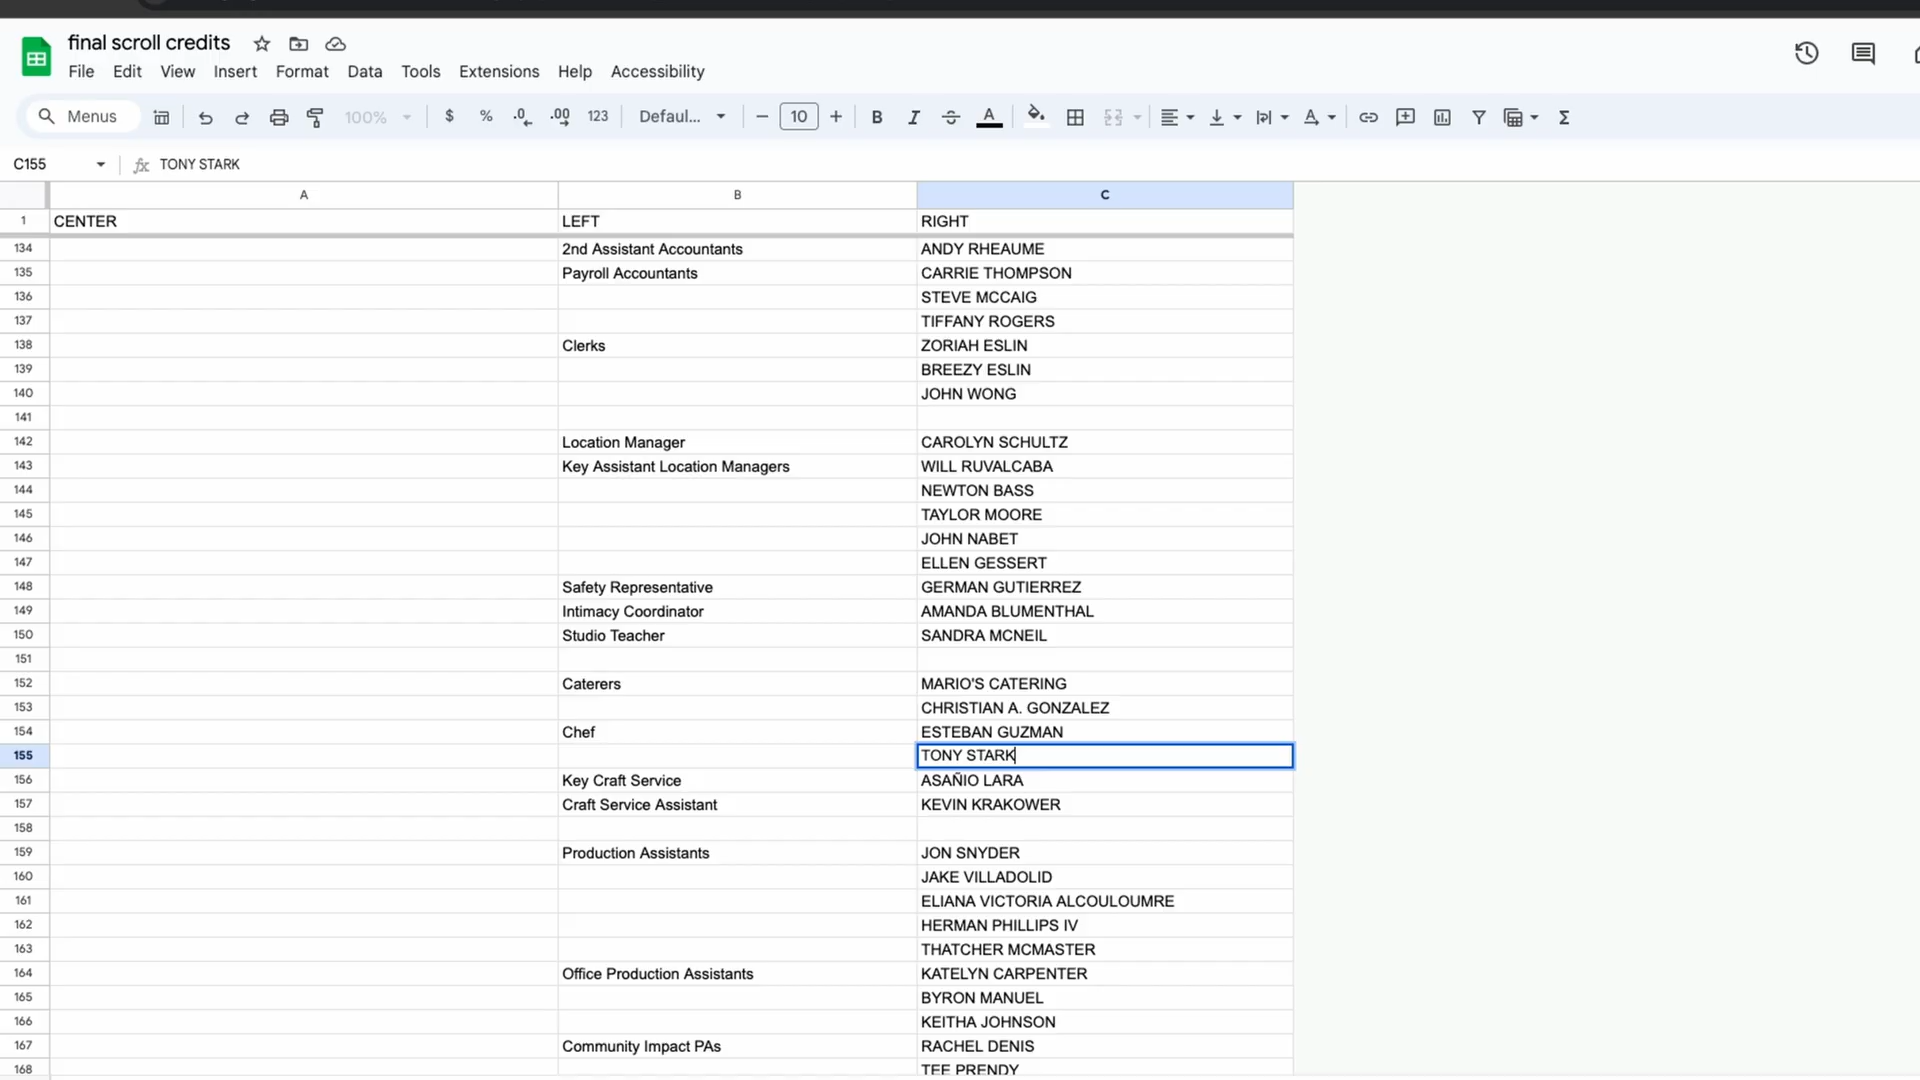 final scroll credits
File Edit View Insert Format Data Tools Extensions Help Accessibility
Menus 100% $ % .0 .00 123 Defaul... 10 B I A Σ
C155 fx TONY STARK
A B C
1 CENTER LEFT RIGHT
134 2nd Assistant Accountants ANDY RHEAUME
135 Payroll Accountants CARRIE THOMPSON
136 STEVE MCCAIG
137 TIFFANY ROGERS
138 Clerks ZORIAH ESLIN
139 BREEZY ESLIN
140 JOHN WONG
141
142 Location Manager CAROLYN SCHULTZ
143 Key Assistant Location Managers WILL RUVALCABA
144 NEWTON BASS
145 TAYLOR MOORE
146 JOHN NABET
147 ELLEN GESSERT
148 Safety Representative GERMAN GUTIERREZ
149 Intimacy Coordinator AMANDA BLUMENTHAL
150 Studio Teacher SANDRA MCNEIL
151
152 Caterers MARIO'S CATERING
153 CHRISTIAN A. GONZALEZ
154 Chef ESTEBAN GUZMAN
155 TONY STARK
156 Key Craft Service ASAÑIO LARA
157 Craft Service Assistant KEVIN KRAKOWER
158
159 Production Assistants JON SNYDER
160 JAKE VILLADOLID
161 ELIANA VICTORIA ALCOULOUMRE
162 HERMAN PHILLIPS IV
163 THATCHER MCMASTER
164 Office Production Assistants KATELYN CARPENTER
165 BYRON MANUEL
166 KEITHA JOHNSON
167 Community Impact PAs RACHEL DENIS
168 TEE PRENDY